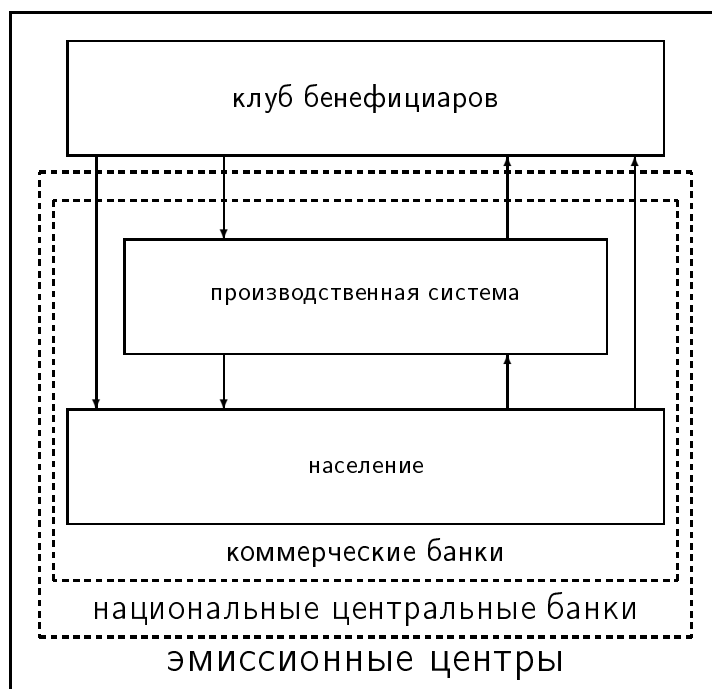 клуб бенефициаров
производственная система
население
коммерческие банки
национальные центральные банки
эмиссионные центры